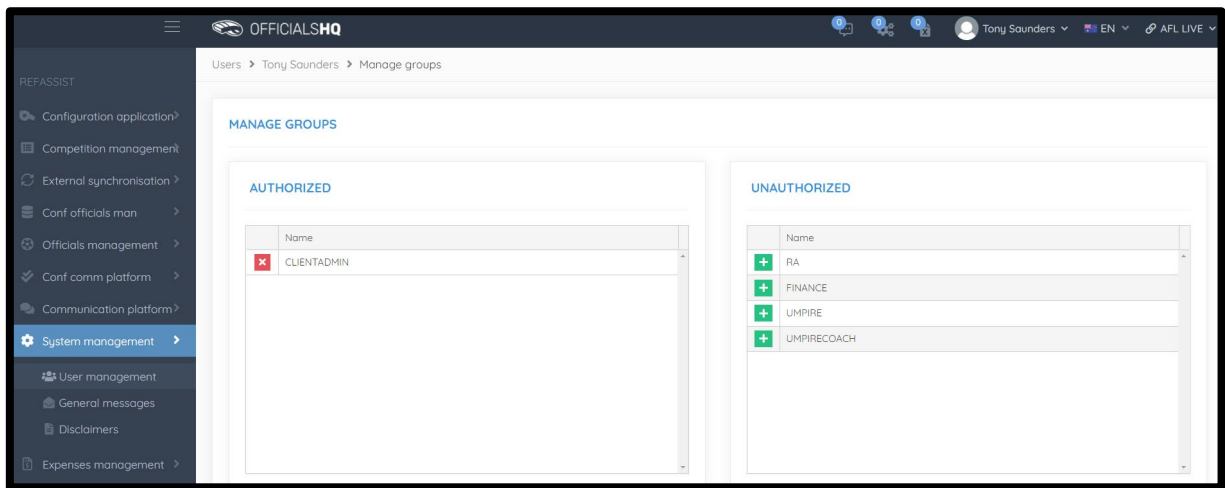 OFFICIALSHQ
0
0
0
Tony Saunders
EN
AFL LIVE
Users > Tony Saunders > Manage groups
REFASSIST
Configuration application
Competition management
External synchronisation
Conf officials man
Officials management
Conf comm platform
Communication platform
System management
User management
General messages
Disclaimers
Expenses management
MANAGE GROUPS
AUTHORIZED
Name
CLIENTADMIN
UNAUTHORIZED
Name
RA
FINANCE
UMPIRE
UMPIRECOACH